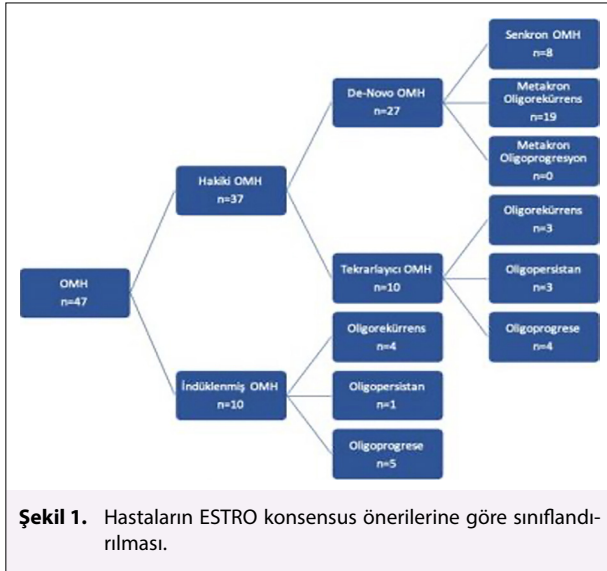 Senkron OMH
n=8
De-Novo OMH
n=27
Metakron
Oligorekürrens
n=19
Metakron
Oligoprogresyon
n=0
Hakiki OMH
n=37
Oligorekürrens
n=3
Tekrarlayıcı OMH
n=10
Oligopersistan
n=3
Oligoprogrese
n=4
OMH
n=47
İndüklenmiş OMH
n=10
Oligorekürrens
n=4
Oligopersistan
n=1
Oligoprogrese
n=5
Şekil 1. Hastaların ESTRO konsensus önerilerine göre sınıflandı-
rılması.